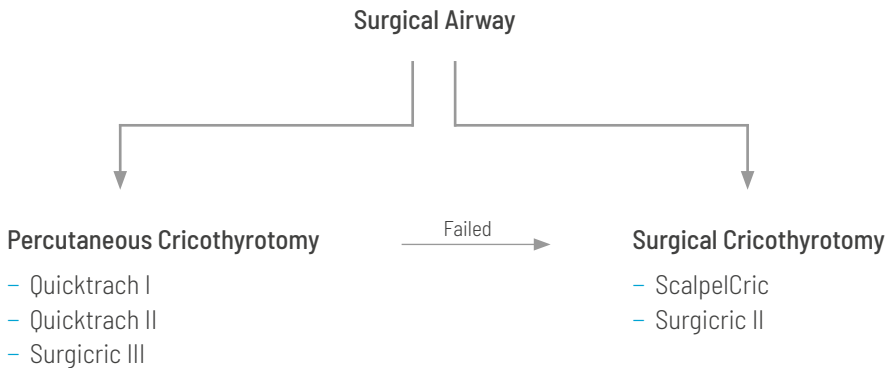 Surgical Airway
Failed
Percutaneous Cricothyrotomy
– Quicktrach I
– Quicktrach II
– Surgicric III
Surgical Cricothyrotomy
– ScalpelCric
– Surgicric II